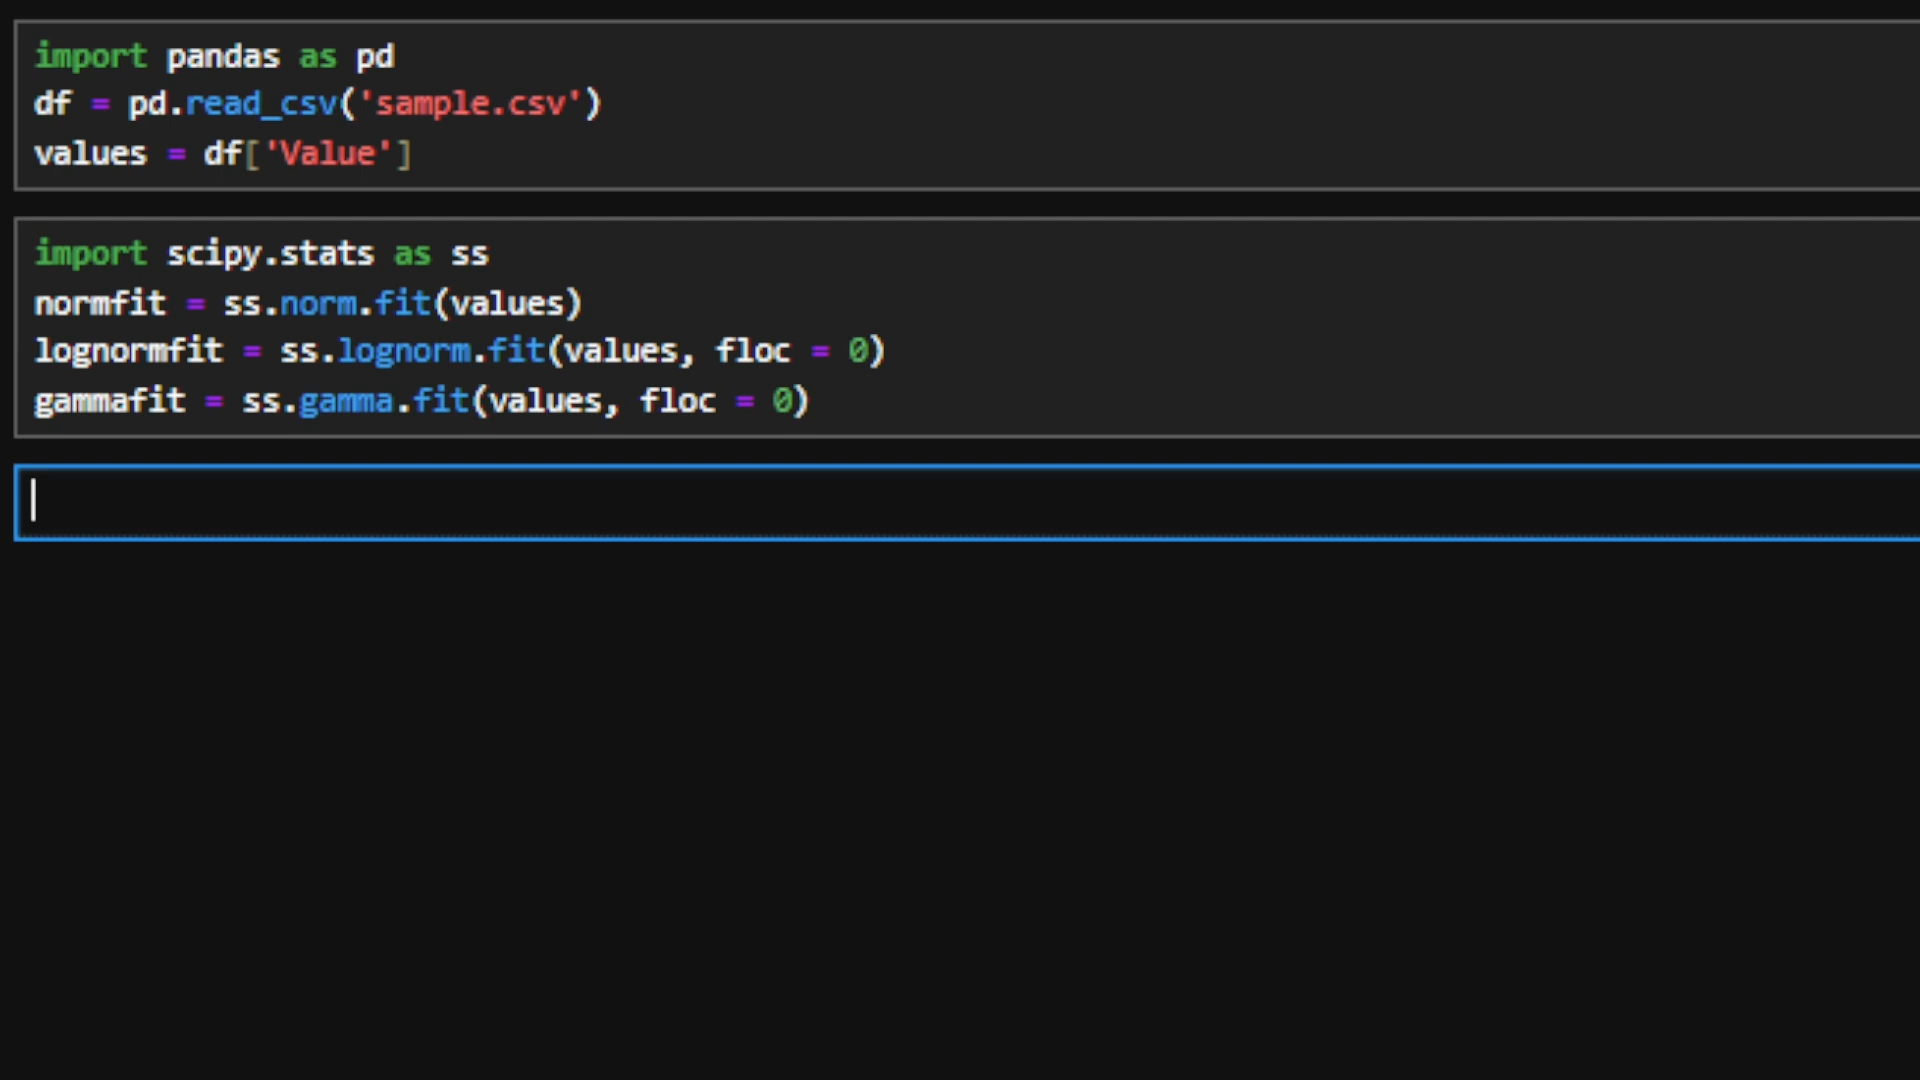 import pandas as pd
df = pd.read_csv('sample.csv')
values = df['Value']
import scipy.stats as ss
normfit = ss.norm.fit(values)
lognormfit = ss.lognorm.fit(values, floc = 0)
gammafit = ss.gamma.fit(values, floc = 0)